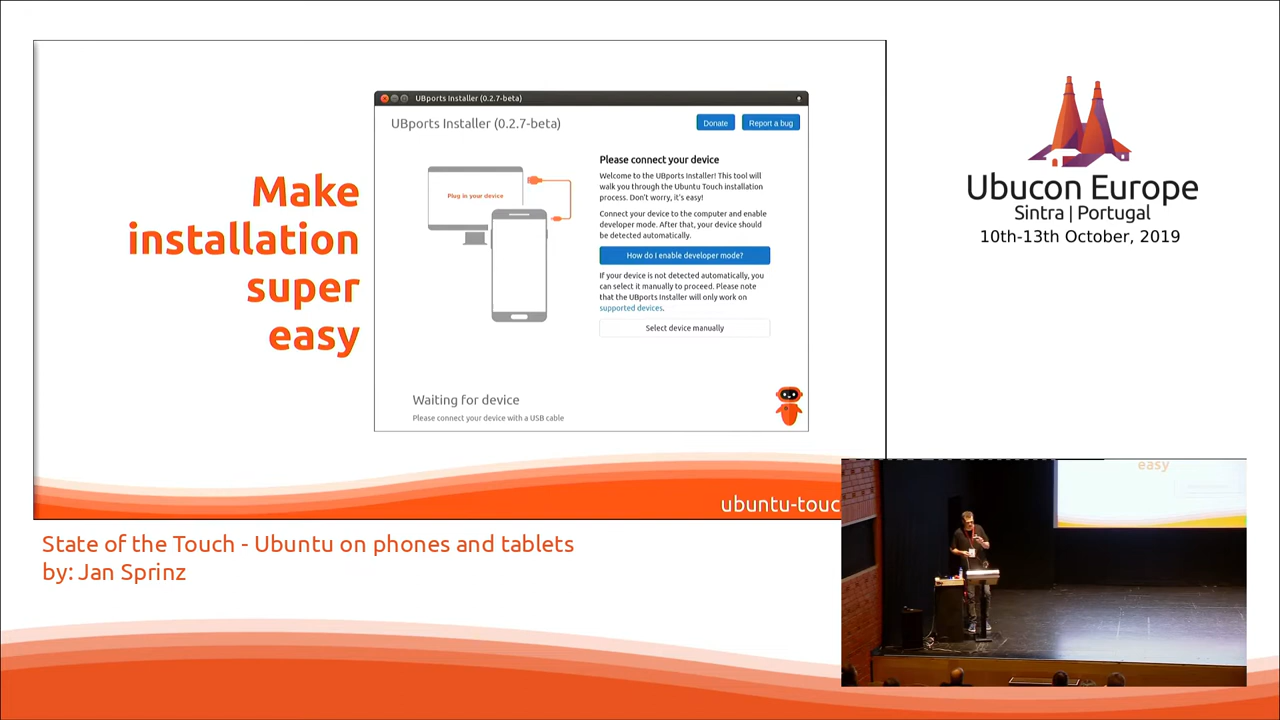 Make
installation
super
easy
UBports Installer (0.2.7-beta)
UBports Installer (0.2.7-beta)
Donate
Report a bug
Plug in your device
Please connect your device
Welcome to the UBports Installer! This tool will
walk you through the Ubuntu Touch installation
process. Don't worry, it's easy!
Connect your device to the computer and enable
developer mode. After that, your device should
be detected automatically.
How do I enable developer mode?
If your device is not detected automatically, you
can select it manually to proceed. Please note
that the UBports Installer will only work on
supported devices.
Select device manually
Waiting for device
Please connect your device with a USB cable
ubuntu-touc
Ubucon Europe
Sintra | Portugal
10th-13th October, 2019
easy
State of the Touch - Ubuntu on phones and tablets
by: Jan Sprinz